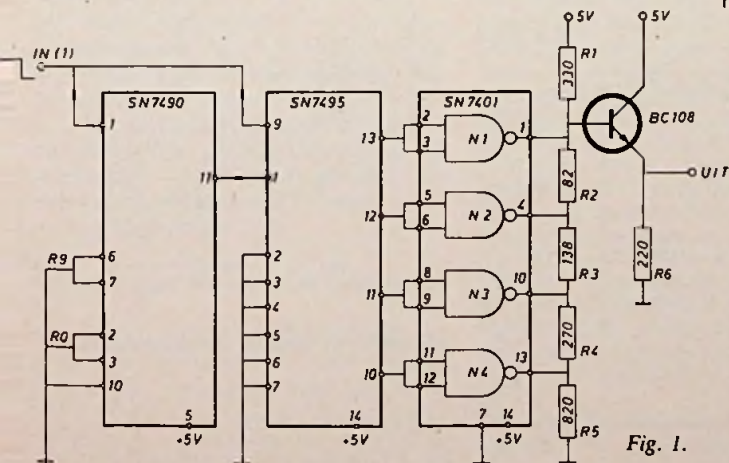 5V 5V
IN (1)
330 R1
SN7490 SN7495 SN7401
BC108
1 9 2 13 3 N1 1
82 R2
UIT
11 1
12 5 6 N2 4
138 R3
220 R6
R9 6 7
2 3 4
11 8 9 N3 10
270 R4
R0 2 3
5 6
10 7
10 11 12 N4 13
820 R5
5 14 7 14
+5V +5V +5V
Fig. 1.